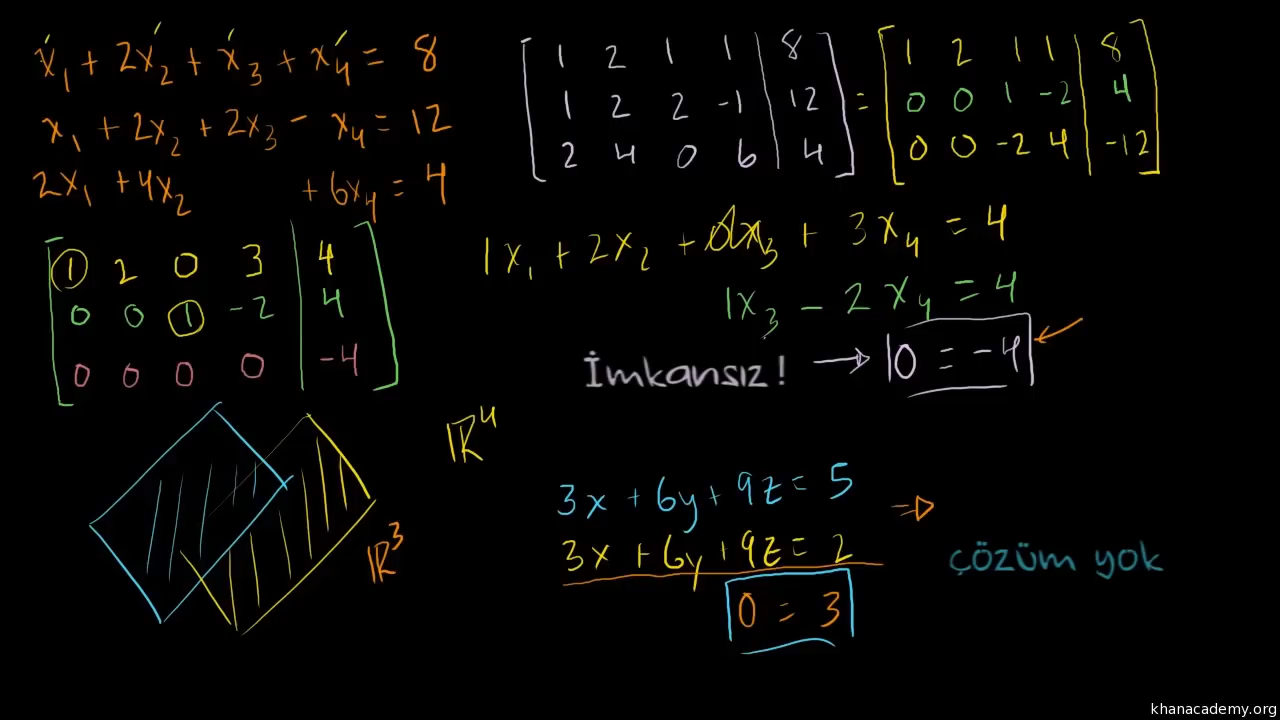 x₁ + 2x₂ + x₃ + x₄ = 8
x₁ + 2x₂ + 2x₃ - x₄ = 12
2x₁ + 4x₂ + 6x₄ = 4
1 2 1 1 | 8
1 2 2 -1 | 12
2 4 0 6 | 4
=
1 2 1 1 | 8
0 0 1 -2 | 4
0 0 -2 4 | -12
1 2 0 3 | 4
0 0 1 -2 | 4
0 0 0 0 | -4
1x₁ + 2x₂ + 0x₃ + 3x₄ = 4
1x₃ - 2x₄ = 4
İmkansız! → 0 = -4
ℝ⁴
ℝ³
3x + 6y + 9z = 5 ⇒
3x + 6y + 9z = 2
0 = 3
çözüm yok
khanacademy.org